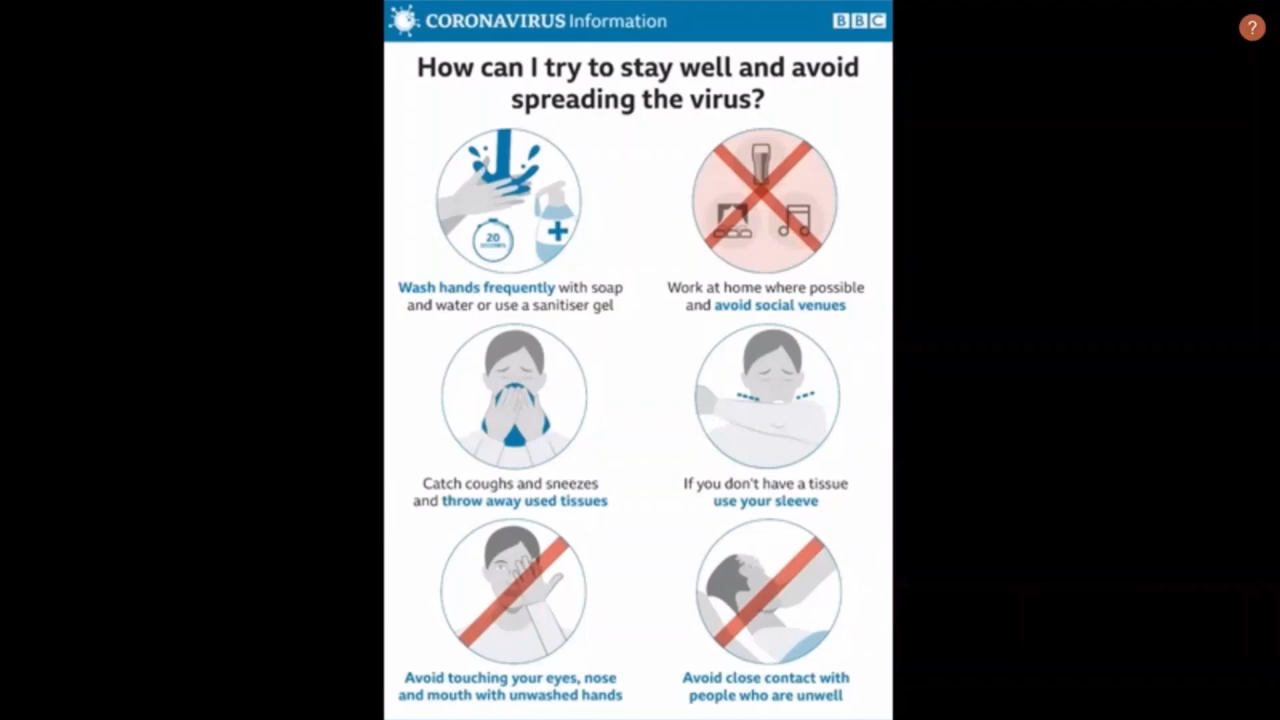 CORONAVIRUS Information
BBC
How can I try to stay well and avoid
spreading the virus?
20
SECONDS
Wash hands frequently with soap
and water or use a sanitiser gel
Work at home where possible
and avoid social venues
Catch coughs and sneezes
and throw away used tissues
If you don't have a tissue
use your sleeve
Avoid touching your eyes, nose
and mouth with unwashed hands
Avoid close contact with
people who are unwell
?